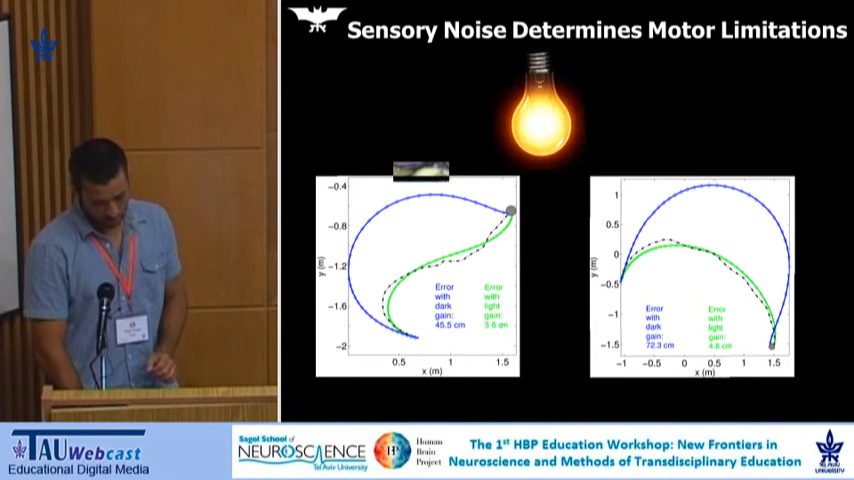 Sensory Noise Determines Motor Limitations
−0.4
−0.8
−1.2
−1.6
−2
y (m)
0.5
1
1.5
x (m)
Error
with
dark
gain:
45.5 cm
Error
with
light
gain:
3.6 cm
1
0.5
0
−0.5
−1
−1.5
y (m)
−1
−0.5
0
0.5
1
1.5
x (m)
Error
with
dark
gain:
72.3 cm
Error
with
light
gain:
4.8 cm
TAU Webcast
Educational Digital Media
Sagol School of
NEUROSCIENCE
Tel Aviv University
HBP
Human
Brain
Project
The 1st HBP Education Workshop: New Frontiers in
Neuroscience and Methods of Transdisciplinary Education
TEL AVIV